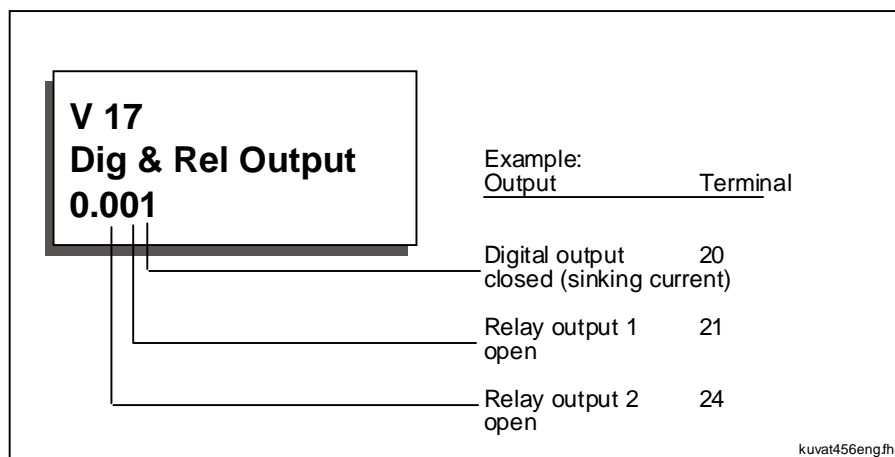 V 17
Dig & Rel Output
0.001
Example:
Output Terminal
Digital output 20
closed (sinking current)
Relay output 1 21
open
Relay output 2 24
open
kuvat456eng.fh